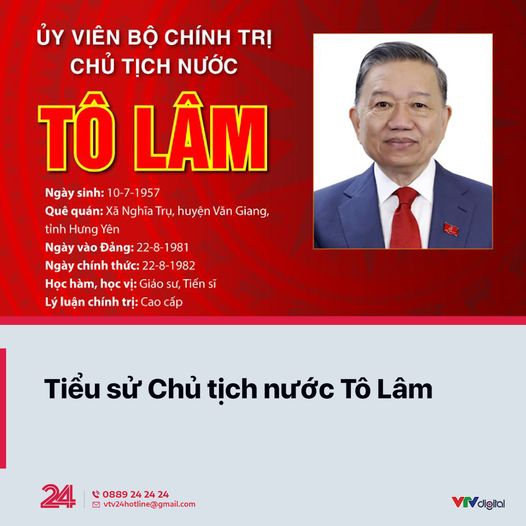 ỦY VIÊN BỘ CHÍNH TRỊ
CHỦ TỊCH NƯỚC
TÔ LÂM
Ngày sinh: 10-7-1957
Quê quán: Xã Nghĩa Trụ, huyện Văn Giang,
tỉnh Hưng Yên
Ngày vào Đảng: 22-8-1981
Ngày chính thức: 22-8-1982
Học hàm, học vị: Giáo sư, Tiến sĩ
Lý luận chính trị: Cao cấp
Tiểu sử Chủ tịch nước Tô Lâm
24
0889 24 24 24
vtv24hotline@gmail.com
VTVdigital